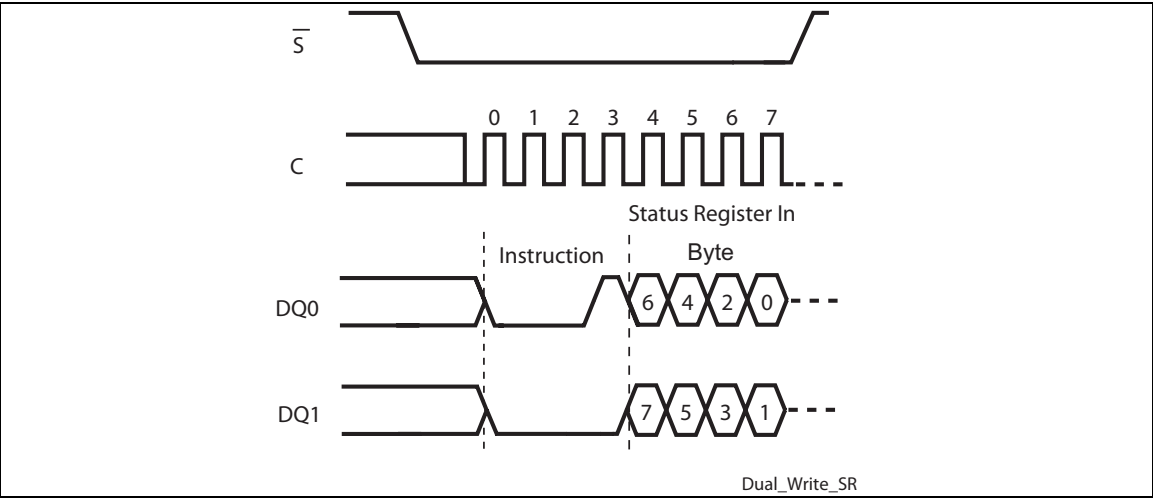 S̅
0 1 2 3 4 5 6 7
C
Status Register In
Instruction Byte
DQ0 6 4 2 0
DQ1 7 5 3 1
Dual_Write_SR